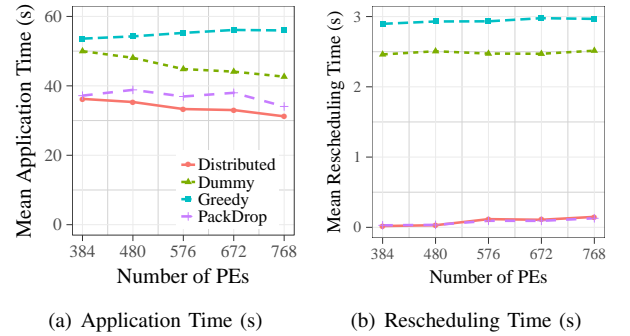 Mean Application Time (s)
60
40
20
0
Distributed
Dummy
Greedy
PackDrop
384 480 576 672 768
Number of PEs
(a) Application Time (s)
Mean Rescheduling Time (s)
3
2
1
0
384 480 576 672 768
Number of PEs
(b) Rescheduling Time (s)